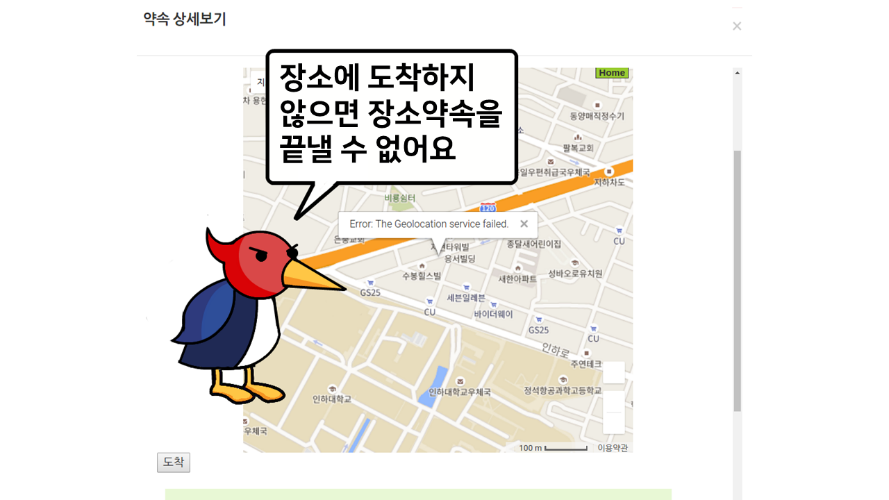 약속 상세보기
×
Home
장소에 도착하지
않으면 장소약속을
끝낼 수 없어요
지
동양매직정수기
팔복교회
일우편취급국우체국
지하차도
비룡쉼터
120
Error: The Geolocation service failed. ×
CU
종달새어린이집
웅서빌딩
수봉힐스빌
성바오로유치원
새한아파트
GS25
세븐일레븐
CU
바이더웨이
GS25
CU
인하로
주연테크
정석항공과학고등학교
인하대학교
인하대학교우체국
우체국
100 m
이용약관
도착